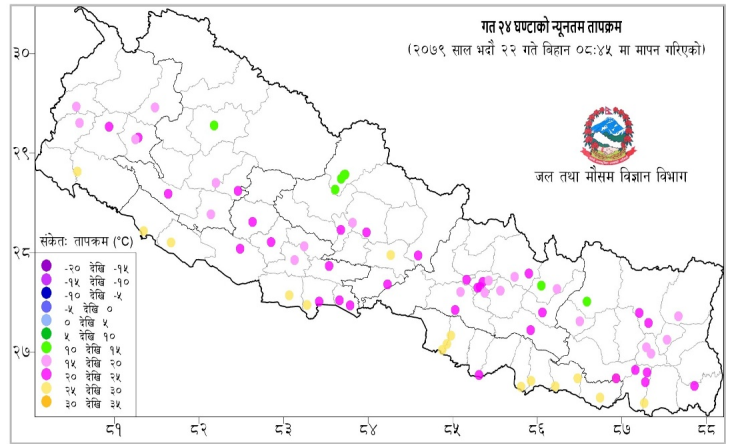 गत २४ घण्टाको न्यूनतम तापक्रम
(२०७९ साल भदौ २२ गते बिहान ०८:४५ मा मापन गरिएको)
जल तथा मौसम विज्ञान विभाग
संकेतः तापक्रम (°C)
-२० देखि -१५
-१५ देखि -१०
-१० देखि -५
-५ देखि ०
० देखि ५
५ देखि १०
१० देखि १५
१५ देखि २०
२० देखि २५
२५ देखि ३०
३० देखि ३५
३०
२९
२८
२७
८१ ८२ ८३ ८४ ८५ ८६ ८७ ८८